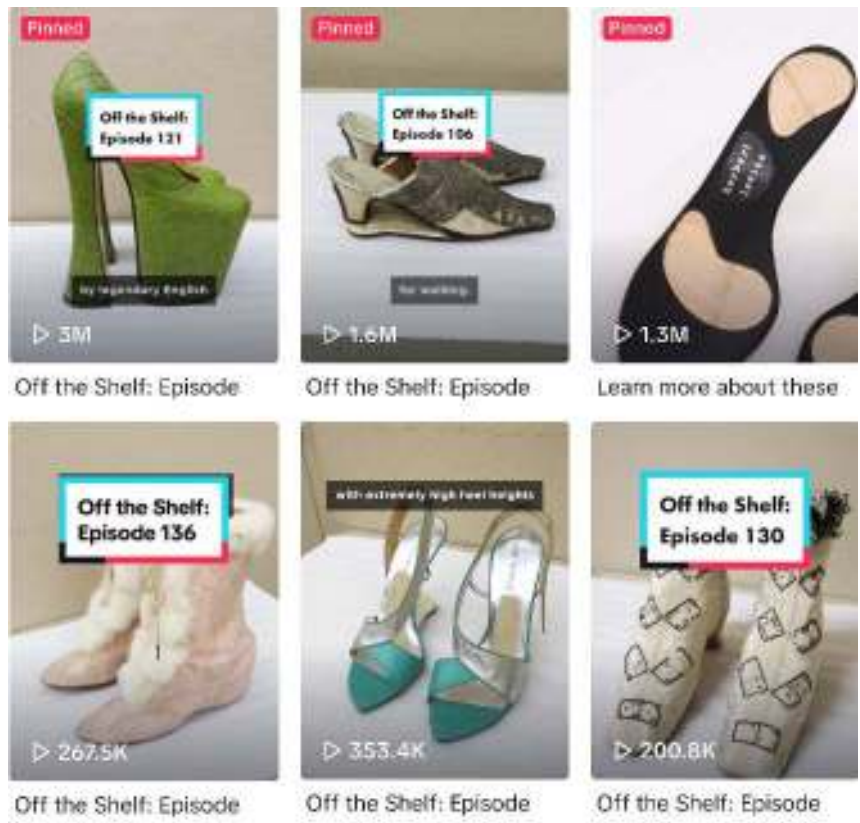 Pinned
Off the Shelf:
Episode 121
by legendary English
3M
Off the Shelf: Episode
Pinned
Off the Shelf:
Episode 106
for walking.
1.6M
Off the Shelf: Episode
Pinned
herbert
levine
1.3M
Learn more about these
Off the Shelf:
Episode 136
267.5K
Off the Shelf: Episode
with extremely high heel heights
353.4K
Off the Shelf: Episode
Off the Shelf:
Episode 130
200.8K
Off the Shelf: Episode